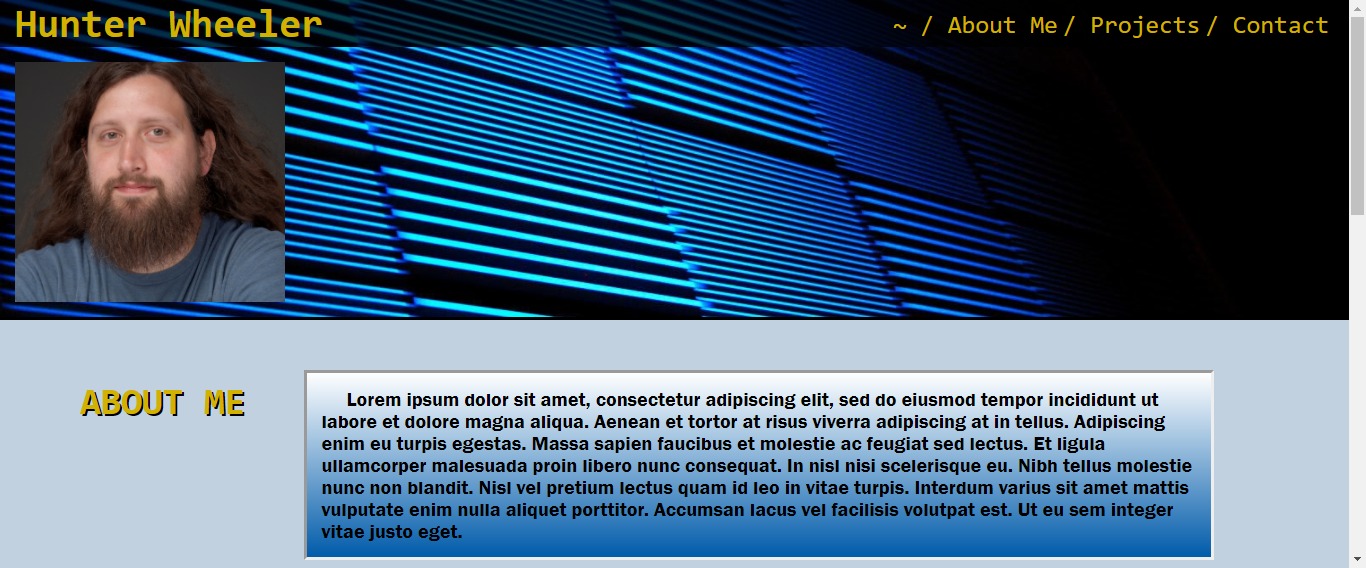 Hunter Wheeler
~ / About Me / Projects / Contact
ABOUT ME
Lorem ipsum dolor sit amet, consectetur adipiscing elit, sed do eiusmod tempor incididunt ut
labore et dolore magna aliqua. Aenean et tortor at risus viverra adipiscing at in tellus. Adipiscing
enim eu turpis egestas. Massa sapien faucibus et molestie ac feugiat sed lectus. Et ligula
ullamcorper malesuada proin libero nunc consequat. In nisl nisi scelerisque eu. Nibh tellus molestie
nunc non blandit. Nisl vel pretium lectus quam id leo in vitae turpis. Interdum varius sit amet mattis
vulputate enim nulla aliquet porttitor. Accumsan lacus vel facilisis volutpat est. Ut eu sem integer
vitae justo eget.